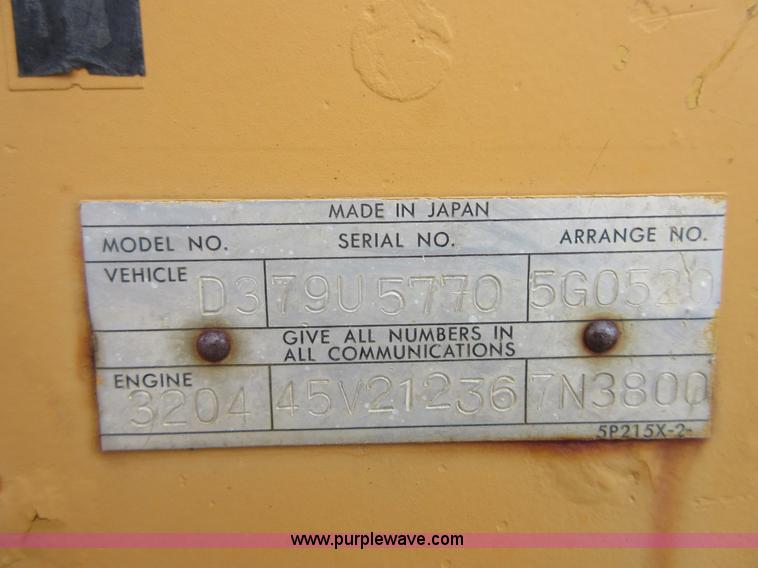 MADE IN JAPAN
MODEL NO. SERIAL NO. ARRANGE NO.
VEHICLE D3 79U5770 5G0520
GIVE ALL NUMBERS IN
ALL COMMUNICATIONS
ENGINE 3204 45V21236 7N3800
5P215X-2-
www.purplewave.com